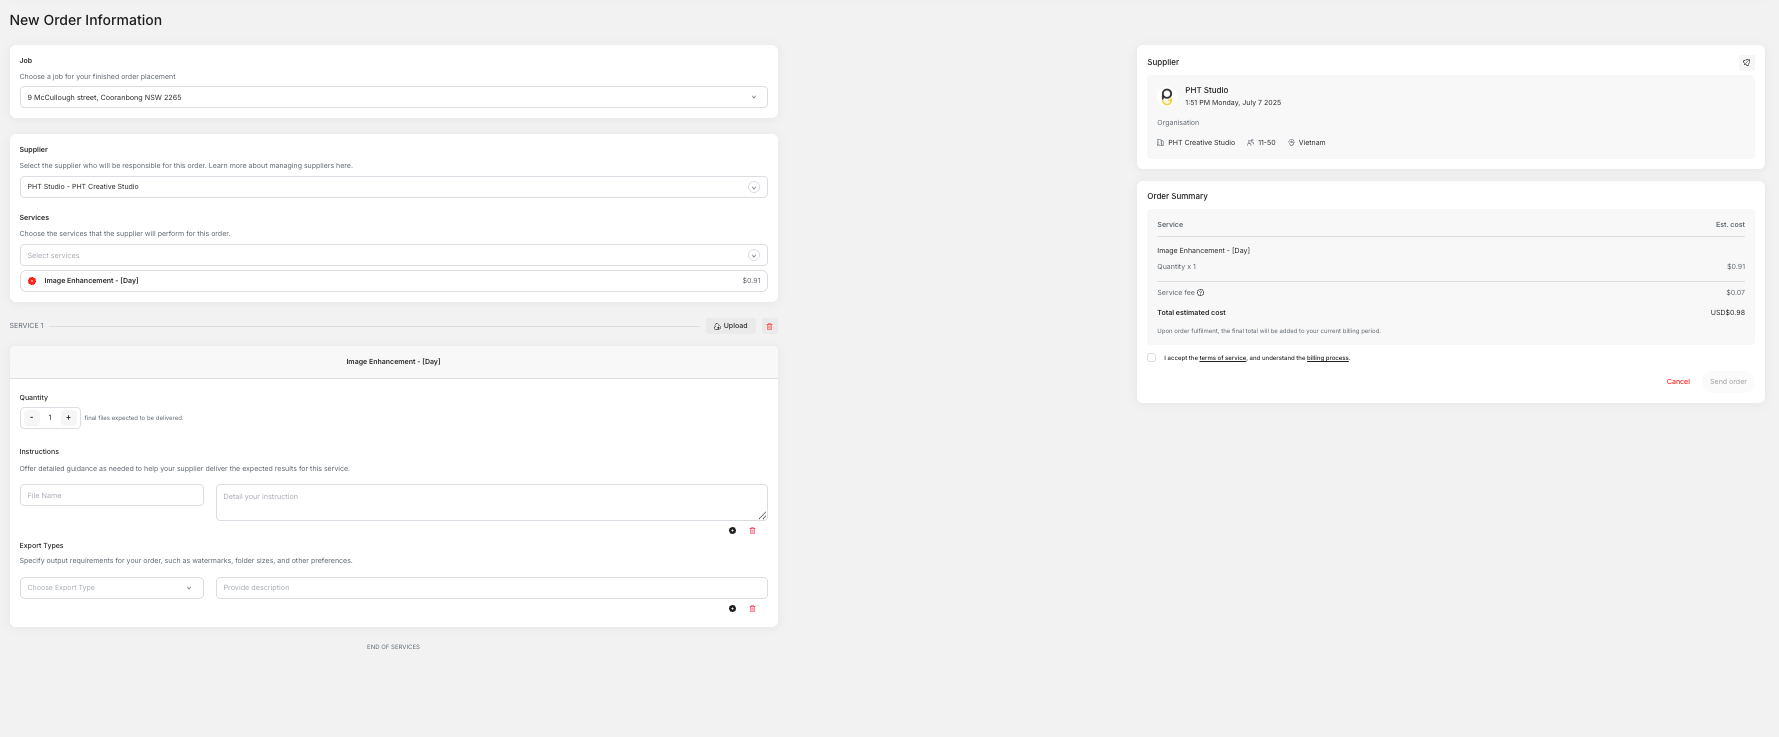 New Order Information
Job
Choose a job for your finished order placement
9 McCullough street, Cooranbong NSW 2265
Supplier
Select the supplier who will be responsible for this order. Learn more about managing suppliers here.
PHT Studio - PHT Creative Studio
Services
Choose the services that the supplier will perform for this order.
Select services
Image Enhancement - [Day] $0.91
SERVICE 1 Upload
Image Enhancement - [Day]
Quantity
- 1 + final files expected to be delivered.
Instructions
Offer detailed guidance as needed to help your supplier deliver the expected results for this service.
File Name Detail your instruction
Export Types
Specify output requirements for your order, such as watermarks, folder sizes, and other preferences.
Choose Export Type Provide description
END OF SERVICES
Supplier
PHT Studio
1:51 PM Monday, July 7 2025
Organisation
PHT Creative Studio 11-50 Vietnam
Order Summary
Service Est. cost
Image Enhancement - [Day]
Quantity x 1 $0.91
Service fee $0.07
Total estimated cost USD$0.98
Upon order fulfilment, the final total will be added to your current billing period.
I accept the terms of service, and understand the billing process.
Cancel Send order